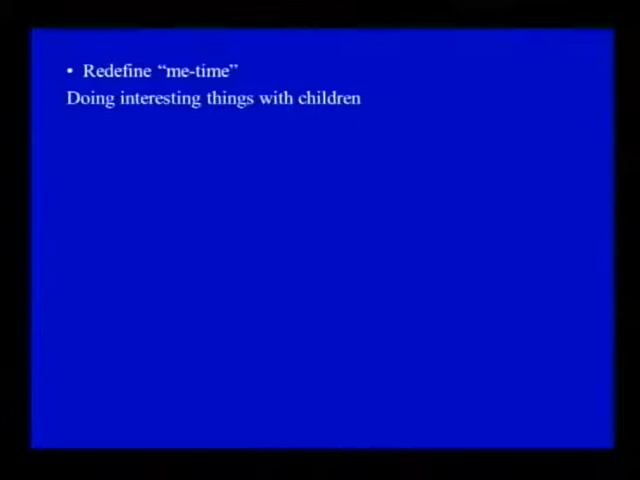 • Redefine “me-time”
Doing interesting things with children